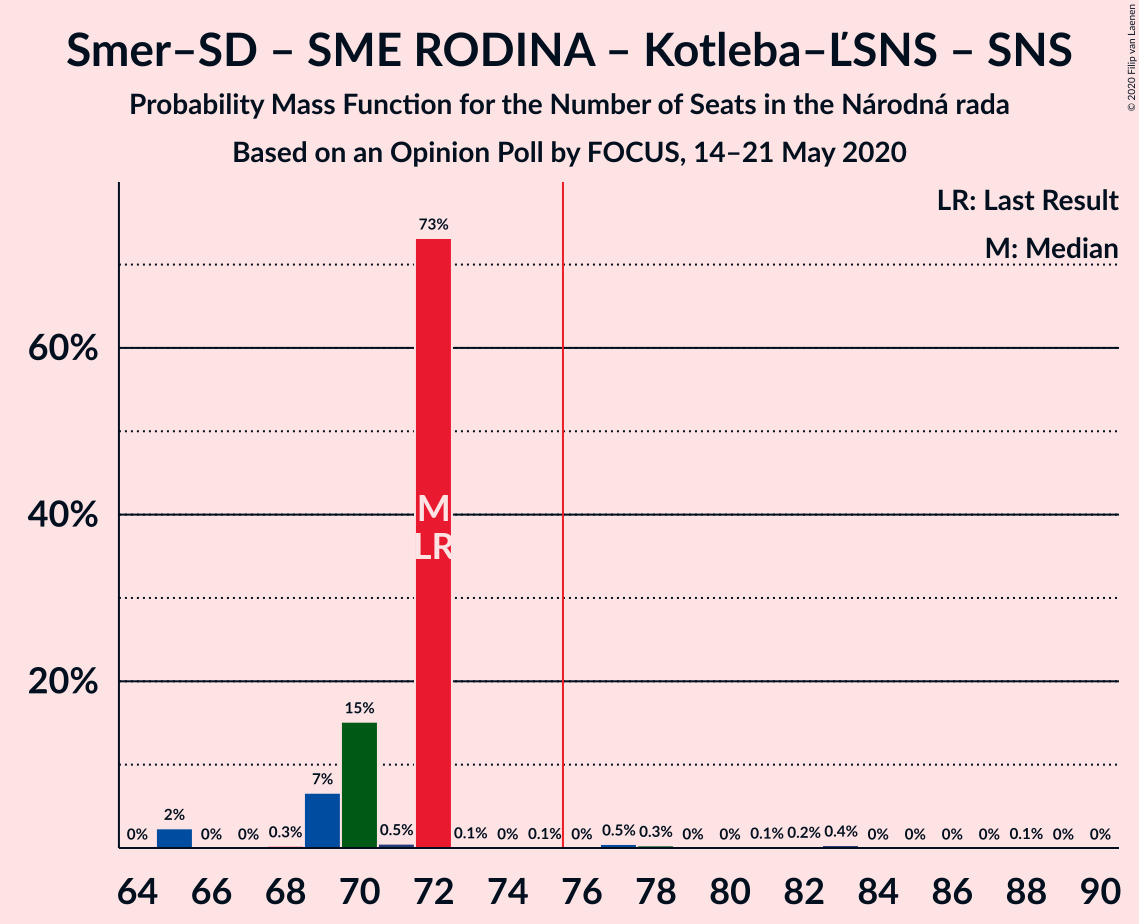 Smer–SD – SME RODINA – Kotleba–ĽSNS – SNS
Probability Mass Function for the Number of Seats in the Národná rada
Based on an Opinion Poll by FOCUS, 14–21 May 2020
© 2020 Filip van Laenen
LR: Last Result
M: Median
60%
40%
20%
0% 2% 0% 0% 0.3% 7% 15% 0.5% 73% 0.1% 0% 0.1% 0% 0.5% 0.3% 0% 0% 0.1% 0.2% 0.4% 0% 0% 0% 0% 0.1% 0% 0%
M
LR
64 66 68 70 72 74 76 78 80 82 84 86 88 90